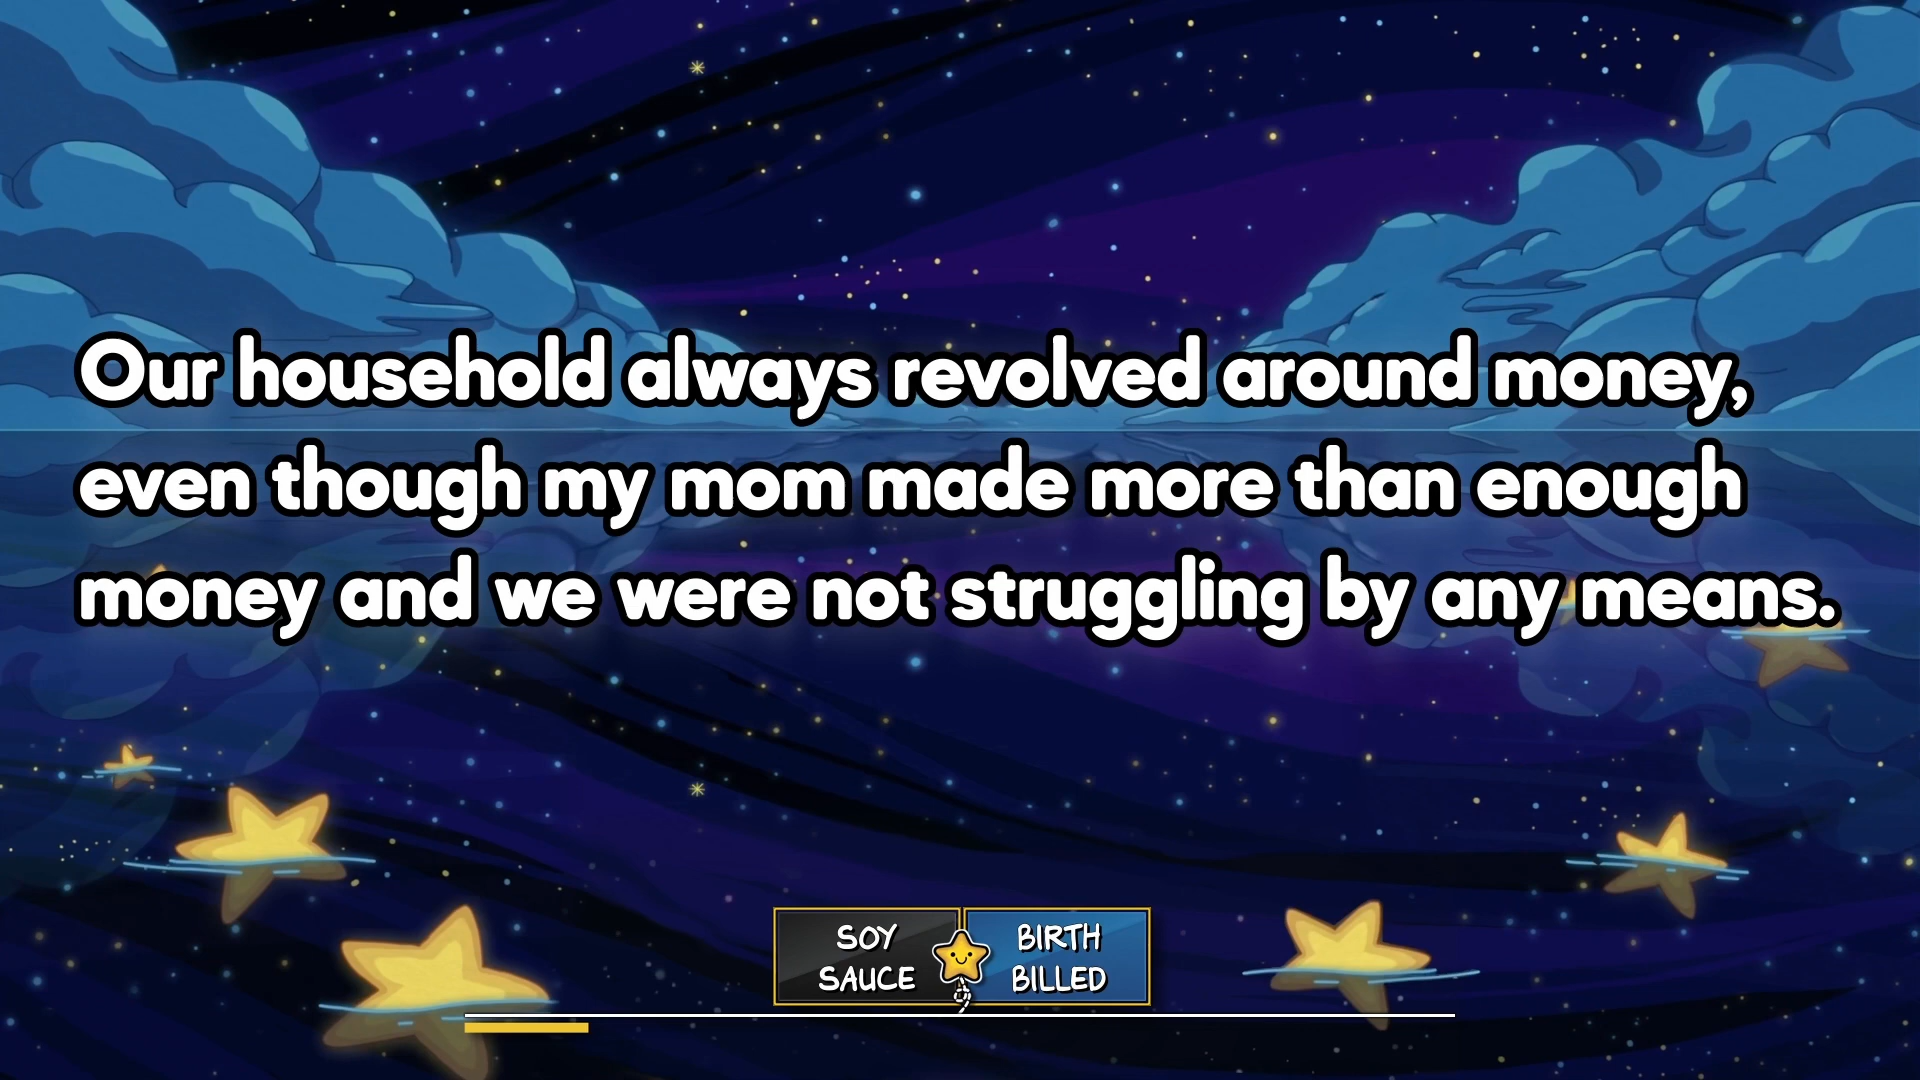 Our household always revolved around money,
even though my mom made more than enough
money and we were not struggling by any means.
SOY
SAUCE
BIRTH
BILLED